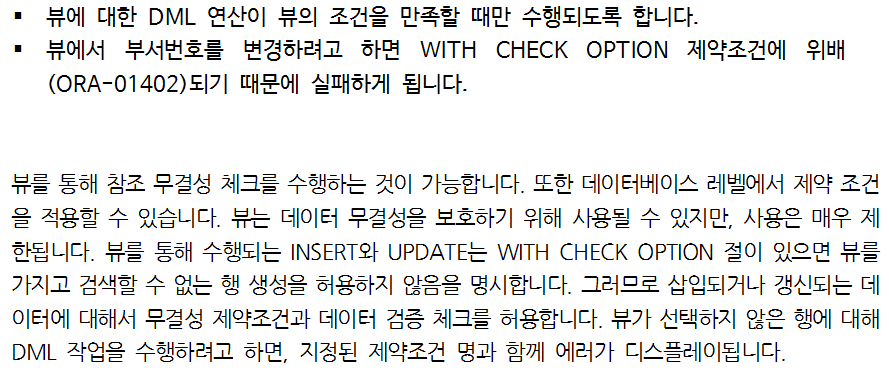 ▪ 뷰에 대한 DML 연산이 뷰의 조건을 만족할 때만 수행되도록 합니다.
▪ 뷰에서 부서번호를 변경하려고 하면 WITH CHECK OPTION 제약조건에 위배
(ORA-01402)되기 때문에 실패하게 됩니다.
뷰를 통해 참조 무결성 체크를 수행하는 것이 가능합니다. 또한 데이터베이스 레벨에서 제약 조건
을 적용할 수 있습니다. 뷰는 데이터 무결성을 보호하기 위해 사용될 수 있지만, 사용은 매우 제
한됩니다. 뷰를 통해 수행되는 INSERT와 UPDATE는 WITH CHECK OPTION 절이 있으면 뷰를
가지고 검색할 수 없는 행 생성을 허용하지 않음을 명시합니다. 그러므로 삽입되거나 갱신되는 데
이터에 대해서 무결성 제약조건과 데이터 검증 체크를 허용합니다. 뷰가 선택하지 않은 행에 대해
DML 작업을 수행하려고 하면, 지정된 제약조건 명과 함께 에러가 디스플레이됩니다.